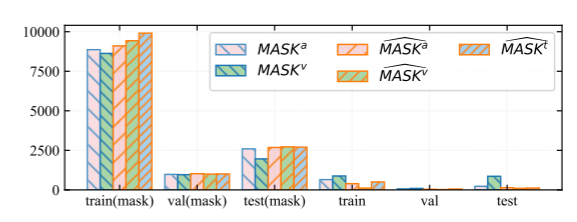 10000
7500
5000
2500
0
MASK^a
MASK^v
\widehat{MASK}^a
\widehat{MASK}^v
\widehat{MASK}^t
train(mask) val(mask) test(mask) train val test